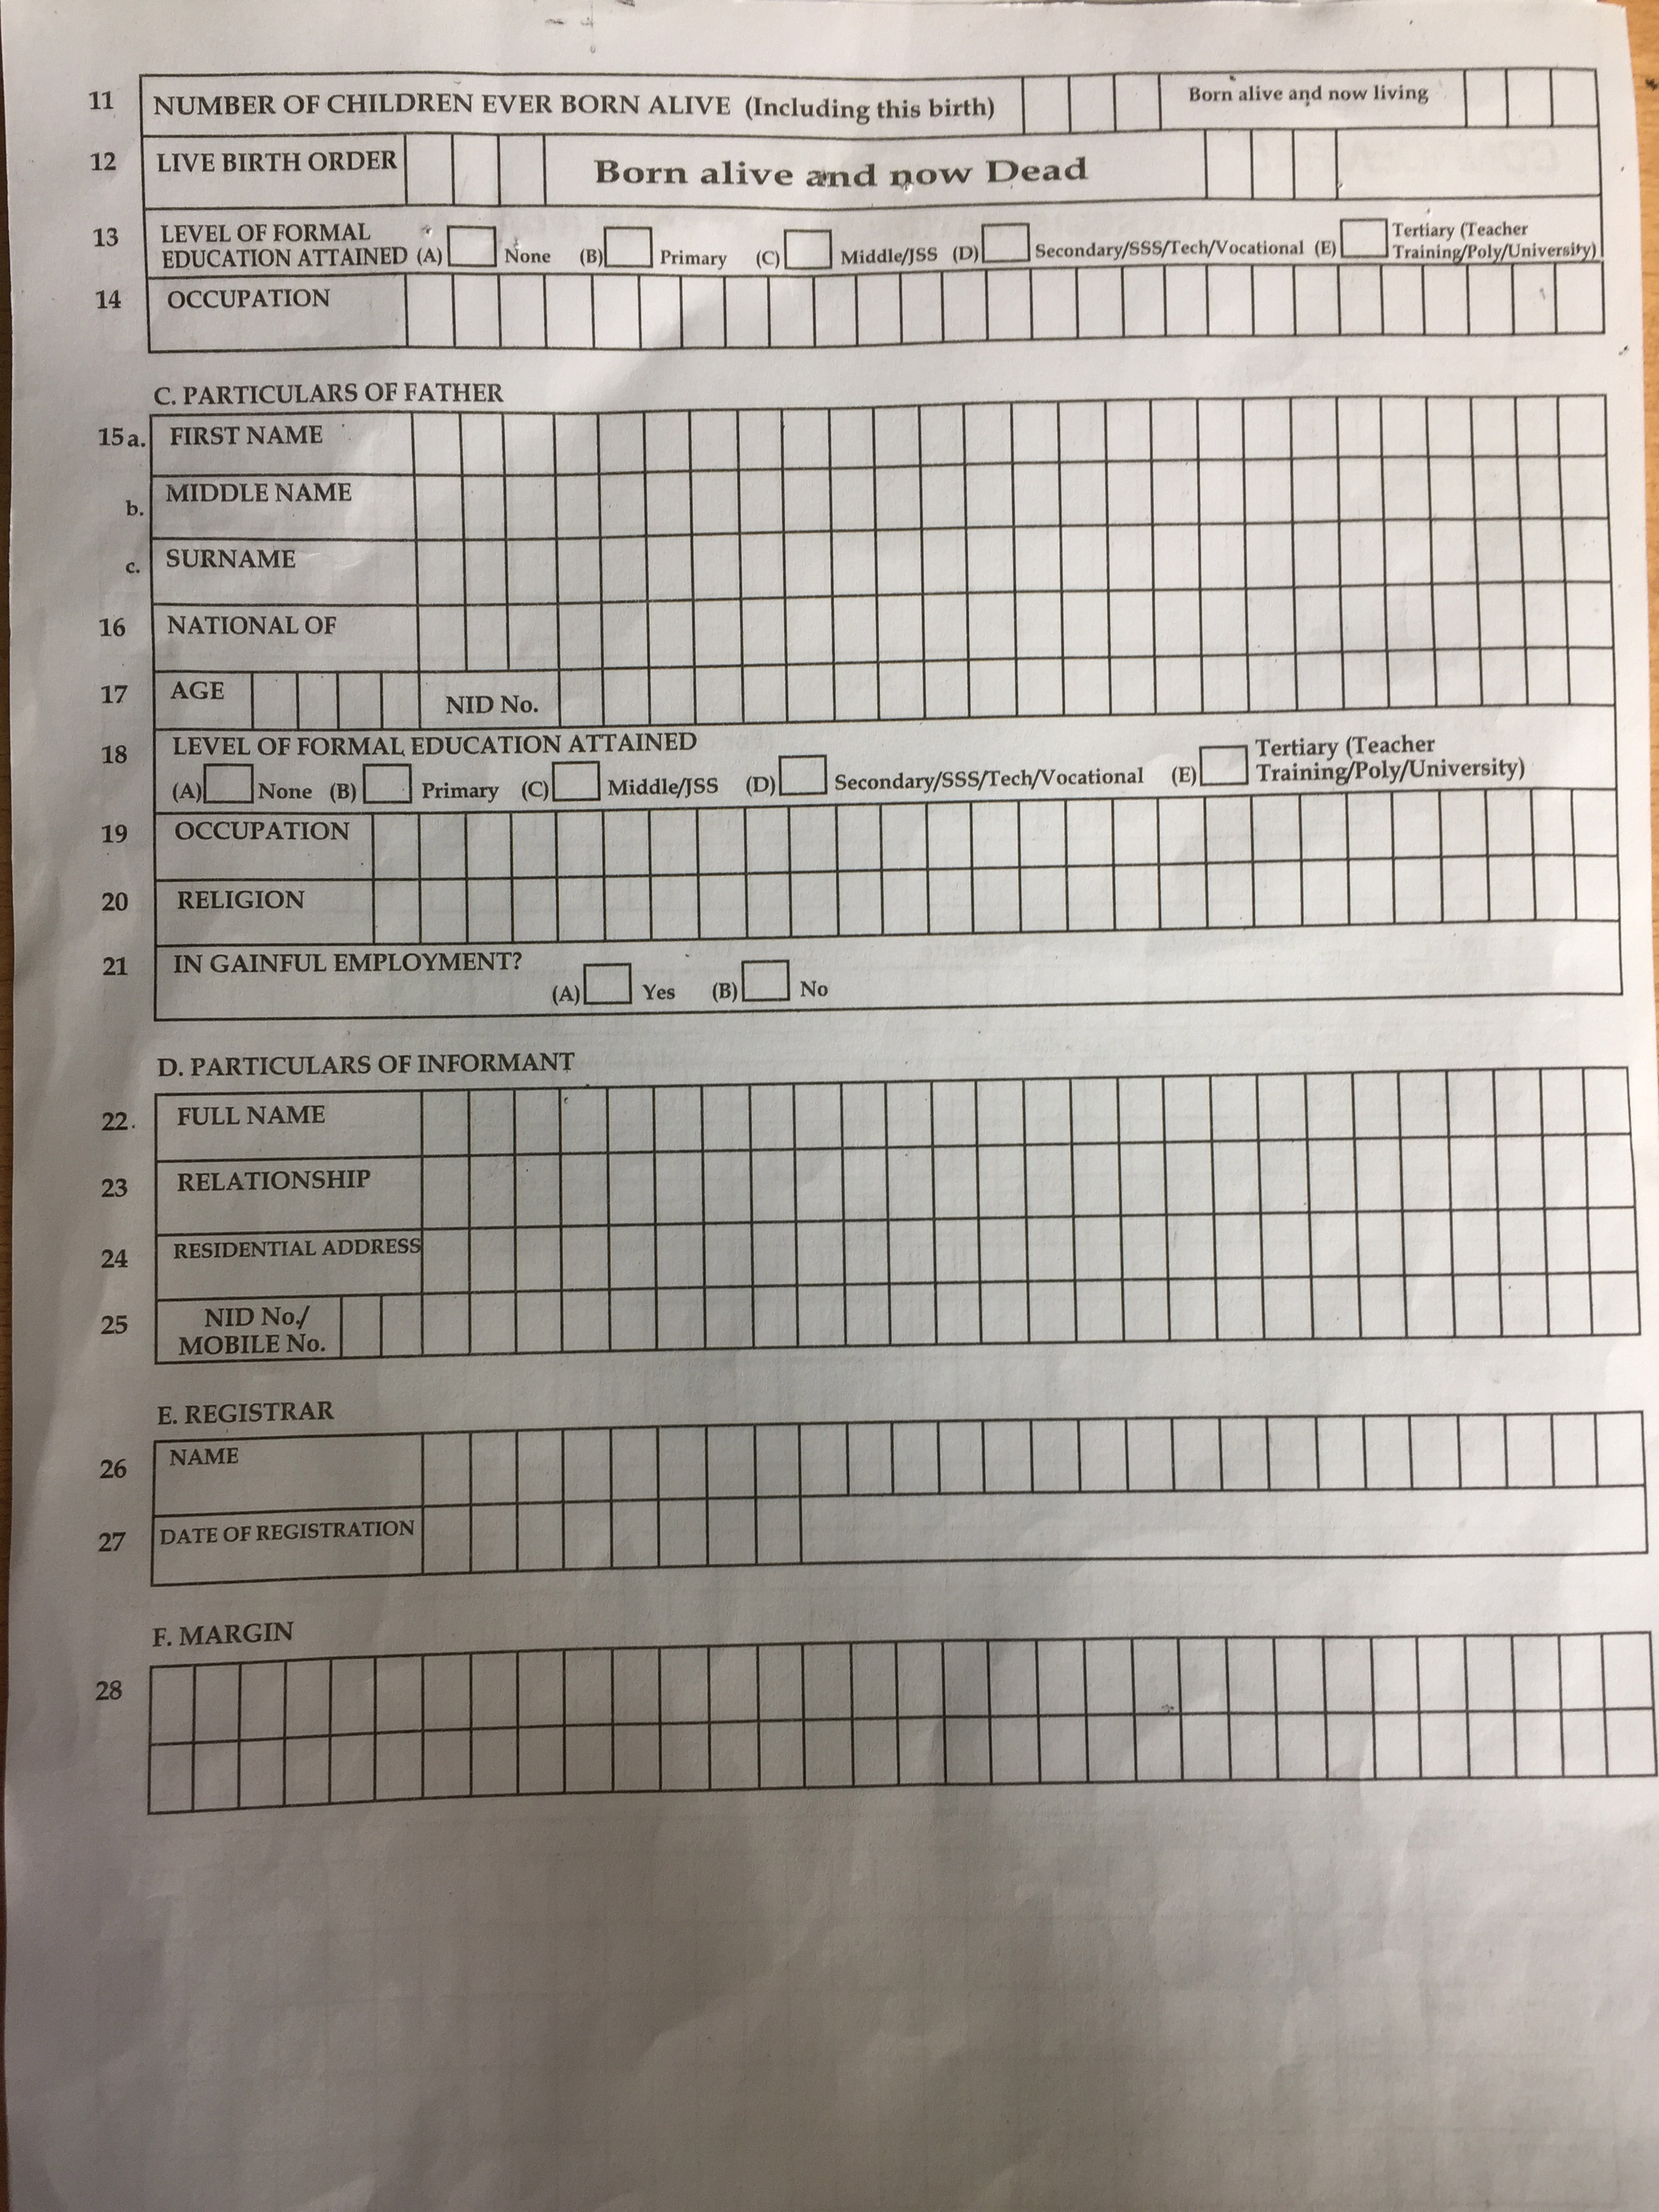 11 NUMBER OF CHILDREN EVER BORN ALIVE (Including this birth) Born alive and now living
12 LIVE BIRTH ORDER Born alive and now Dead
13 LEVEL OF FORMAL
EDUCATION ATTAINED (A) None (B) Primary (C) Middle/JSS (D) Secondary/SSS/Tech/Vocational (E) Tertiary (Teacher
Training/Poly/University)
14 OCCUPATION
C. PARTICULARS OF FATHER
15 a. FIRST NAME
b. MIDDLE NAME
c. SURNAME
16 NATIONAL OF
17 AGE NID No.
18 LEVEL OF FORMAL EDUCATION ATTAINED
(A) None (B) Primary (C) Middle/JSS (D) Secondary/SSS/Tech/Vocational (E) Tertiary (Teacher
Training/Poly/University)
19 OCCUPATION
20 RELIGION
21 IN GAINFUL EMPLOYMENT?
(A) Yes (B) No
D. PARTICULARS OF INFORMANT
22. FULL NAME
23 RELATIONSHIP
24 RESIDENTIAL ADDRESS
25 NID No./
MOBILE No.
E. REGISTRAR
26 NAME
27 DATE OF REGISTRATION
F. MARGIN
28